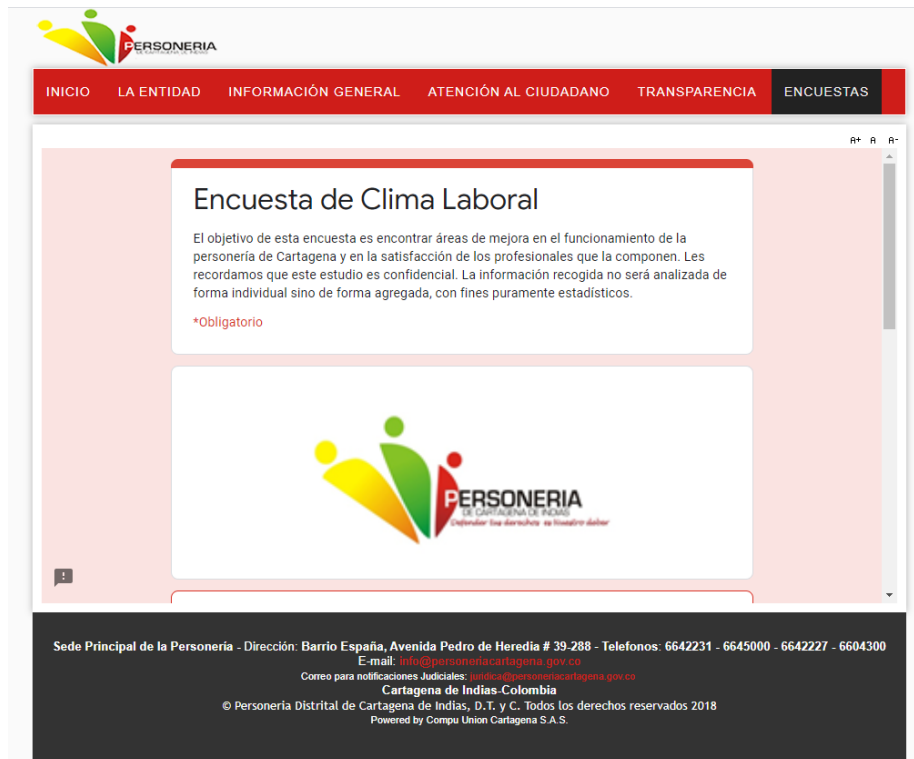 PERSONERIA
DE CARTAGENA DE INDIAS
INICIO LA ENTIDAD INFORMACIÓN GENERAL ATENCIÓN AL CIUDADANO TRANSPARENCIA ENCUESTAS
A+ A A-
Encuesta de Clima Laboral
El objetivo de esta encuesta es encontrar áreas de mejora en el funcionamiento de la
personería de Cartagena y en la satisfacción de los profesionales que la componen. Les
recordamos que este estudio es confidencial. La información recogida no será analizada de
forma individual sino de forma agregada, con fines puramente estadísticos.
*Obligatorio
PERSONERIA
DE CARTAGENA DE INDIAS
Defender tus derechos es nuestro deber
Sede Principal de la Personería - Dirección: Barrio España, Avenida Pedro de Heredia # 39-288 - Telefonos: 6642231 - 6645000 - 6642227 - 6604300
E-mail: info@personeriacartagena.gov.co
Correo para notificaciones Judiciales: juridica@personeriacartagena.gov.co
Cartagena de Indias-Colombia
© Personeria Distrital de Cartagena de Indias, D.T. y C. Todos los derechos reservados 2018
Powered by Compu Union Cartagena S.A.S.